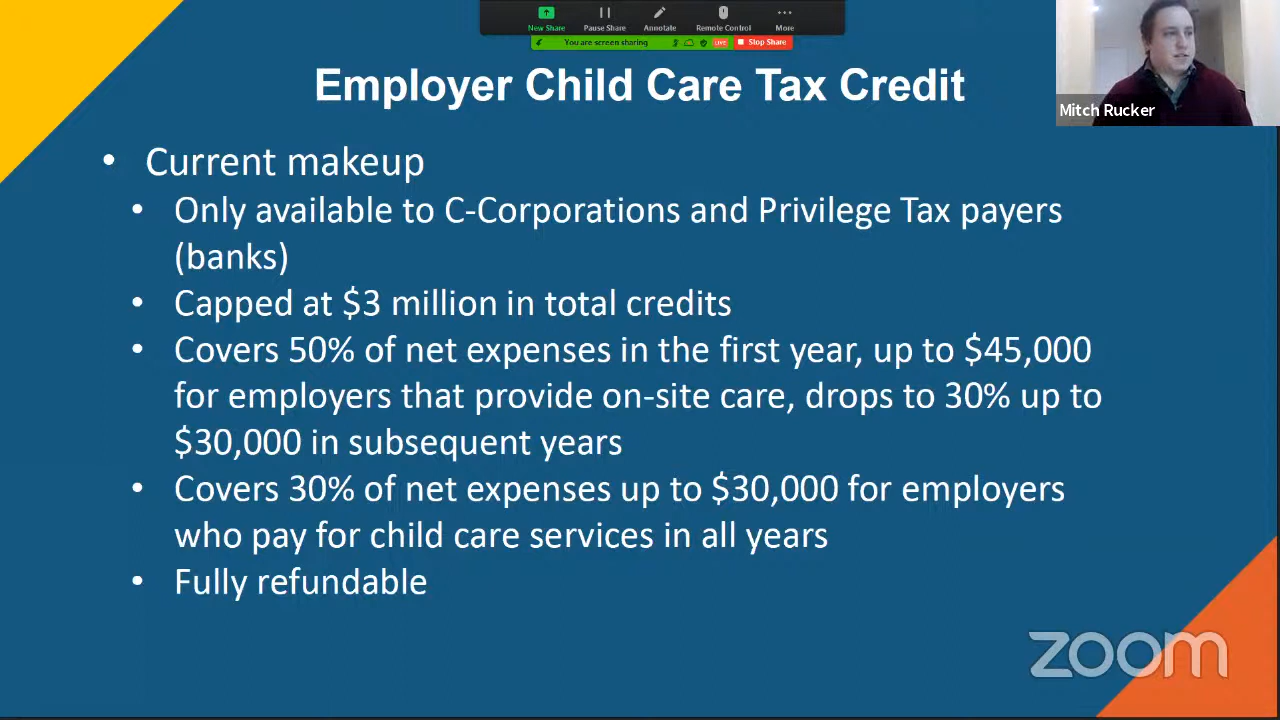 New Share
Pause Share
Annotate
Remote Control
More
You are screen sharing
LIVE
Stop Share
Employer Child Care Tax Credit
Mitch Rucker
• Current makeup
• Only available to C-Corporations and Privilege Tax payers
(banks)
• Capped at $3 million in total credits
• Covers 50% of net expenses in the first year, up to $45,000
for employers that provide on-site care, drops to 30% up to
$30,000 in subsequent years
• Covers 30% of net expenses up to $30,000 for employers
who pay for child care services in all years
• Fully refundable
zoom